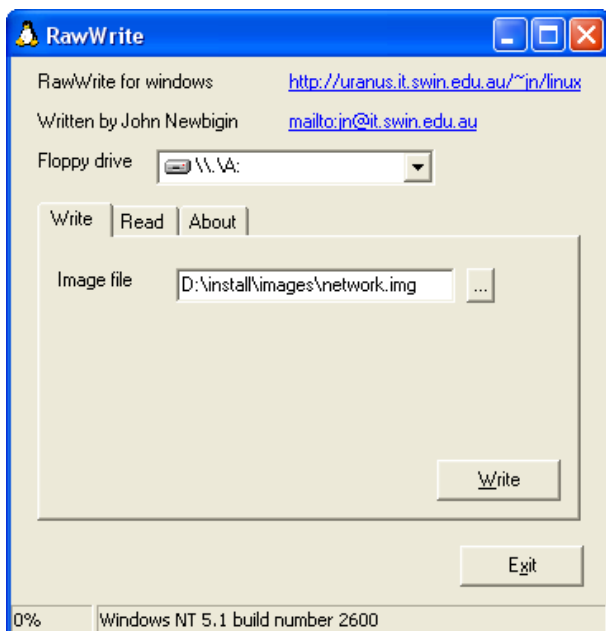 RawWrite
RawWrite for windows http://uranus.it.swin.edu.au/~jn/linux
Written by John Newbigin mailto:jn@it.swin.edu.au
Floppy drive \\.\A:
Write Read About
Image file D:\install\images\network.img ...
Write
Exit
0% Windows NT 5.1 build number 2600